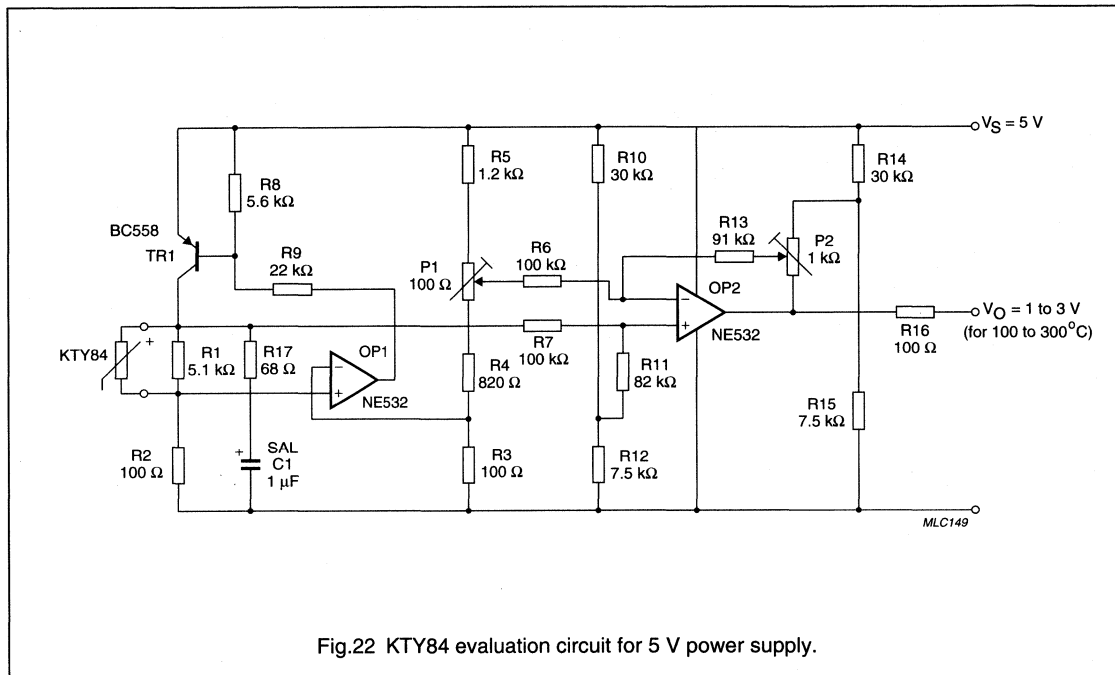 VS = 5 V
R8
5.6 kΩ
R5
1.2 kΩ
R10
30 kΩ
R14
30 kΩ
BC558
TR1
R9
22 kΩ
P1
100 Ω
R6
100 kΩ
R13
91 kΩ
P2
1 kΩ
OP2
NE532
VO = 1 to 3 V
(for 100 to 300°C)
R16
100 Ω
KTY84
+
R1
5.1 kΩ
R17
68 Ω
OP1
NE532
R7
100 kΩ
R4
820 Ω
R11
82 kΩ
−
+
−
+
R2
100 Ω
+
SAL
C1
1 µF
R3
100 Ω
R12
7.5 kΩ
R15
7.5 kΩ
MLC149
Fig.22 KTY84 evaluation circuit for 5 V power supply.